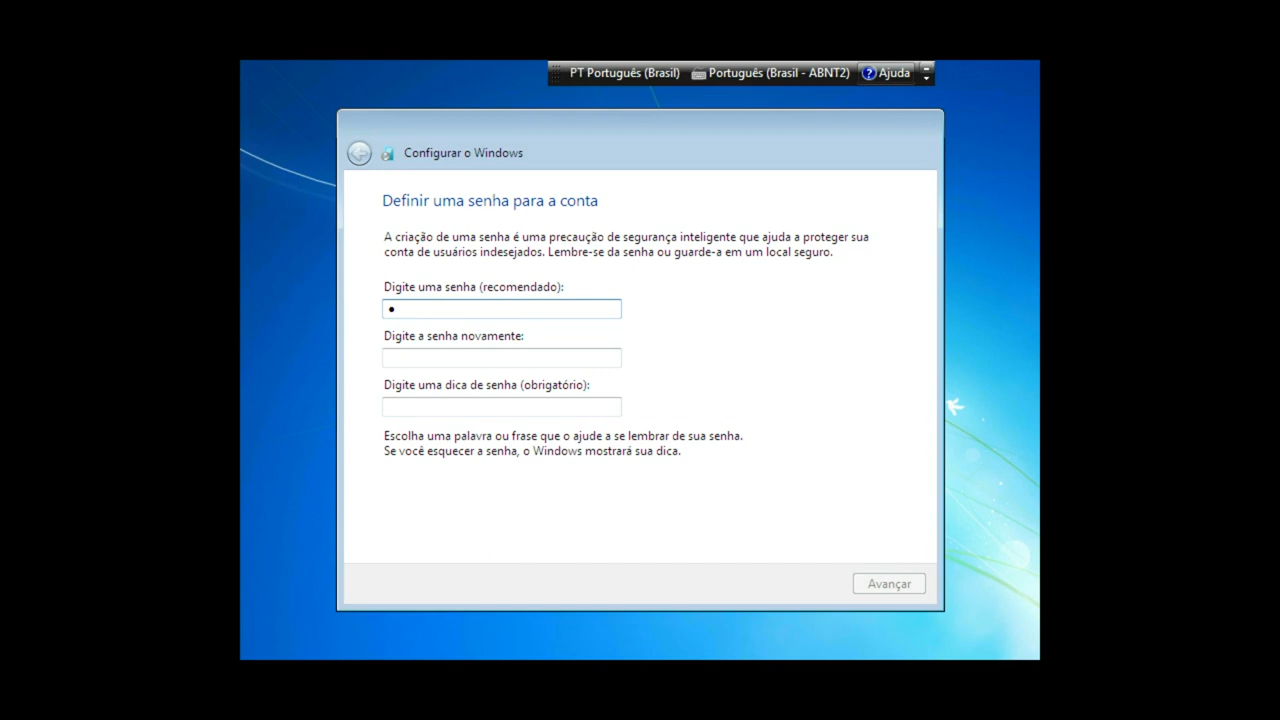 PT Português (Brasil) Português (Brasil - ABNT2) ? Ajuda
Configurar o Windows
Definir uma senha para a conta
A criação de uma senha é uma precaução de segurança inteligente que ajuda a proteger sua
conta de usuários indesejados. Lembre-se da senha ou guarde-a em um local seguro.
Digite uma senha (recomendado):
●
Digite a senha novamente:
Digite uma dica de senha (obrigatório):
Escolha uma palavra ou frase que o ajude a se lembrar de sua senha.
Se você esquecer a senha, o Windows mostrará sua dica.
Avançar